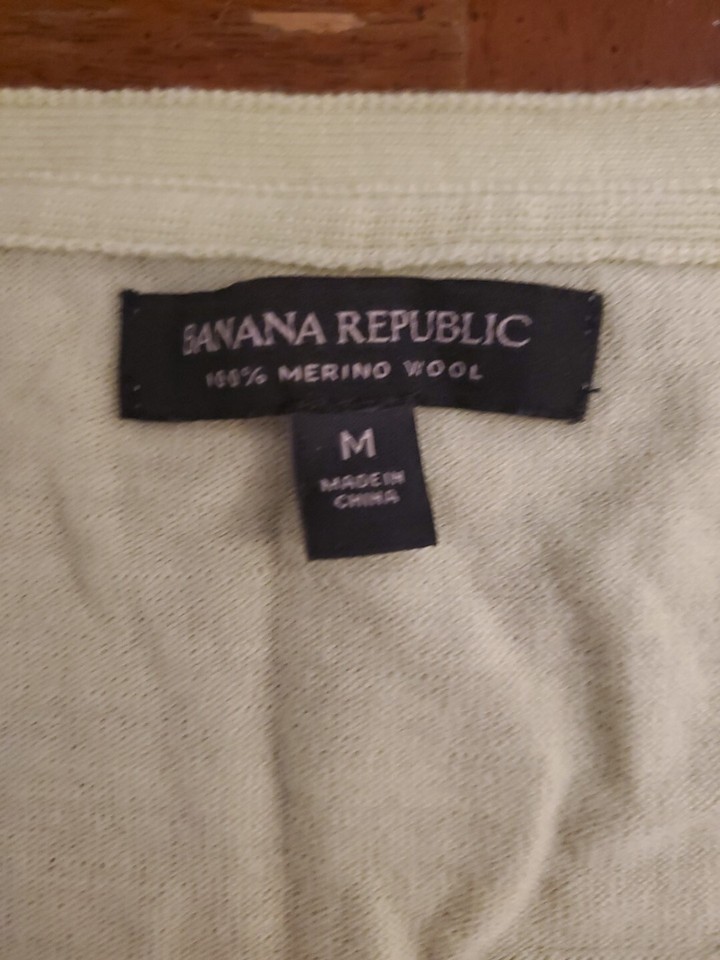 BANANA REPUBLIC
100% MERINO WOOL
M
MADE IN
CHINA